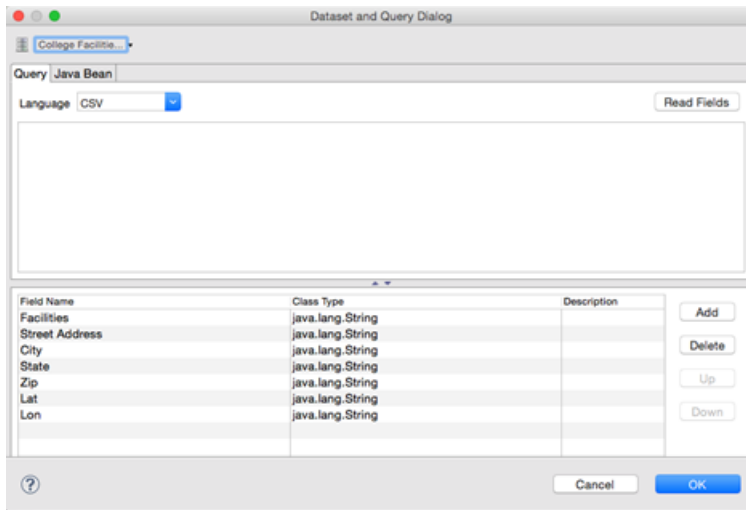 Dataset and Query Dialog
College Facilitie...
Query Java Bean
Language CSV Read Fields
Field Name Class Type Description
Facilities java.lang.String
Street Address java.lang.String
City java.lang.String
State java.lang.String
Zip java.lang.String
Lat java.lang.String
Lon java.lang.String
Add
Delete
Up
Down
? Cancel OK